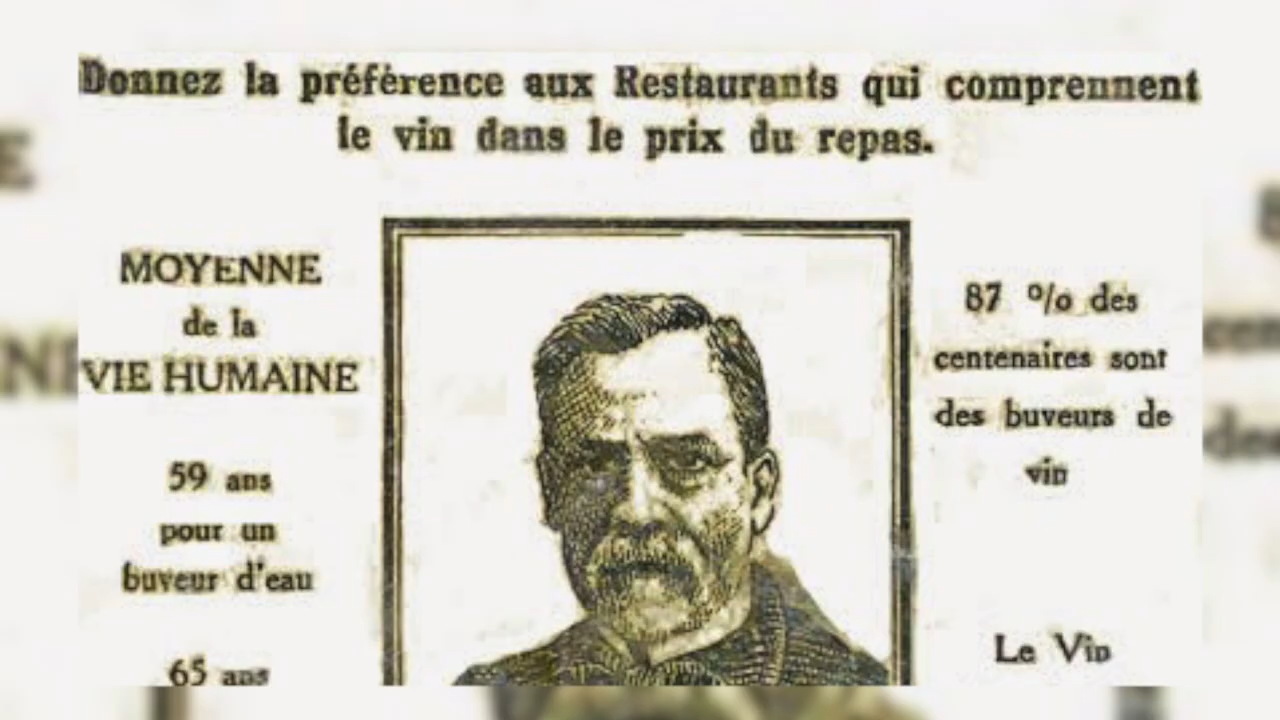 Donnez la préférence aux Restaurants qui comprennent
le vin dans le prix du repas.
MOYENNE
de la
VIE HUMAINE
59 ans
pour un
buveur d'eau
65 ans
87 % des
centenaires sont
des buveurs de
vin
Le Vin